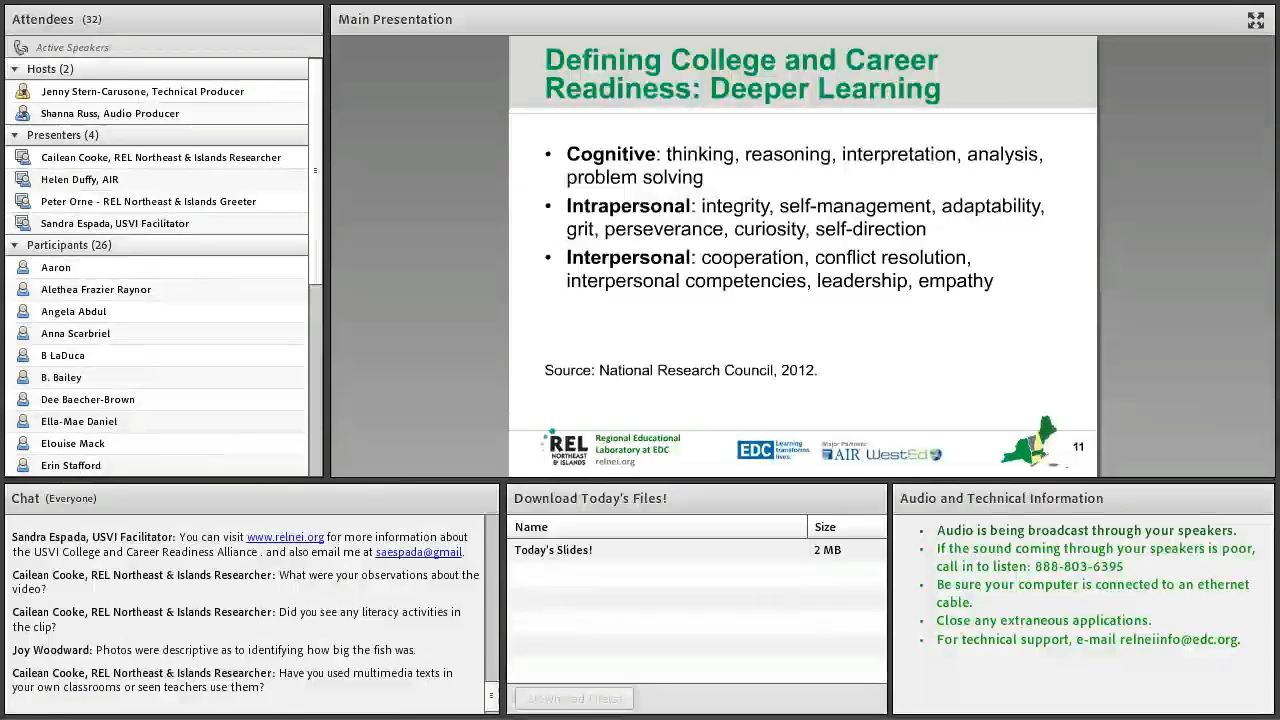 Attendees (32)
Active Speakers
Hosts (2)
Jenny Stern-Carusone, Technical Producer
Shanna Russ, Audio Producer
Presenters (4)
Cailean Cooke, REL Northeast & Islands Researcher
Helen Duffy, AIR
Peter Orne - REL Northeast & Islands Greeter
Sandra Espada, USVI Facilitator
Participants (26)
Aaron
Alethea Frazier Raynor
Angela Abdul
Anna Scarbriel
B LaDuca
B. Bailey
Dee Baecher-Brown
Ella-Mae Daniel
Elouise Mack
Erin Stafford
Main Presentation
Defining College and Career
Readiness: Deeper Learning
• Cognitive: thinking, reasoning, interpretation, analysis,
problem solving
• Intrapersonal: integrity, self-management, adaptability,
grit, perseverance, curiosity, self-direction
• Interpersonal: cooperation, conflict resolution,
interpersonal competencies, leadership, empathy
Source: National Research Council, 2012.
REL
NORTHEAST
& ISLANDS
Regional Educational
Laboratory at EDC
relnei.org
EDC
Learning
transforms
lives.
Major Partners:
AIR WestEd
11
Chat (Everyone)
Sandra Espada, USVI Facilitator: You can visit www.relnei.org for more information about
the USVI College and Career Readiness Alliance . and also email me at saespada@gmail.
Cailean Cooke, REL Northeast & Islands Researcher: What were your observations about the
video?
Cailean Cooke, REL Northeast & Islands Researcher: Did you see any literacy activities in
the clip?
Joy Woodward: Photos were descriptive as to identifying how big the fish was.
Cailean Cooke, REL Northeast & Islands Researcher: Have you used multimedia texts in
your own classrooms or seen teachers use them?
Download Today's Files!
Name Size
Today's Slides! 2 MB
Download File(s)
Audio and Technical Information
• Audio is being broadcast through your speakers.
• If the sound coming through your speakers is poor,
call in to listen: 888-803-6395
• Be sure your computer is connected to an ethernet
cable.
• Close any extraneous applications.
• For technical support, e-mail relneiinfo@edc.org.